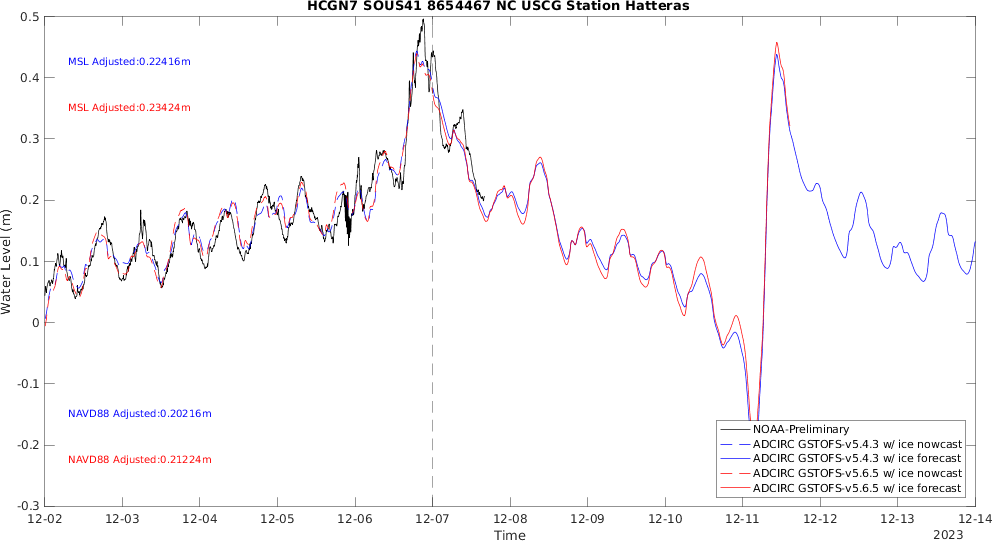 HCGN7 SOUS41 8654467 NC USCG Station Hatteras
0.5
MSL Adjusted:0.22416m
0.4
MSL Adjusted:0.23424m
0.3
0.2
Water Level (m)
0.1
0
-0.1
NAVD88 Adjusted:0.20216m
-0.2
NAVD88 Adjusted:0.21224m
-0.3
NOAA-Preliminary
ADCIRC GSTOFS-v5.4.3 w/ ice nowcast
ADCIRC GSTOFS-v5.4.3 w/ ice forecast
ADCIRC GSTOFS-v5.6.5 w/ ice nowcast
ADCIRC GSTOFS-v5.6.5 w/ ice forecast
12-02 12-03 12-04 12-05 12-06 12-07 12-08 12-09 12-10 12-11 12-12 12-13 12-14
Time
2023